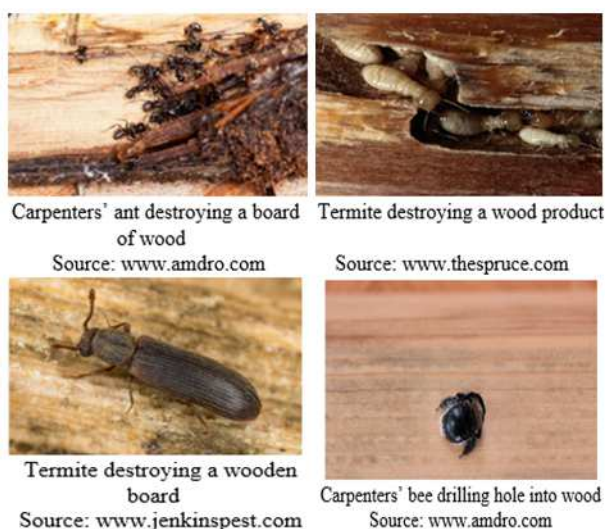 Carpenters' ant destroying a board
of wood
Source: www.amdro.com
Termite destroying a wood product
Source: www.thespruce.com
Termite destroying a wooden
board
Source: www.jenkinspest.com
Carpenters' bee drilling hole into wood
Source: www.amdro.com